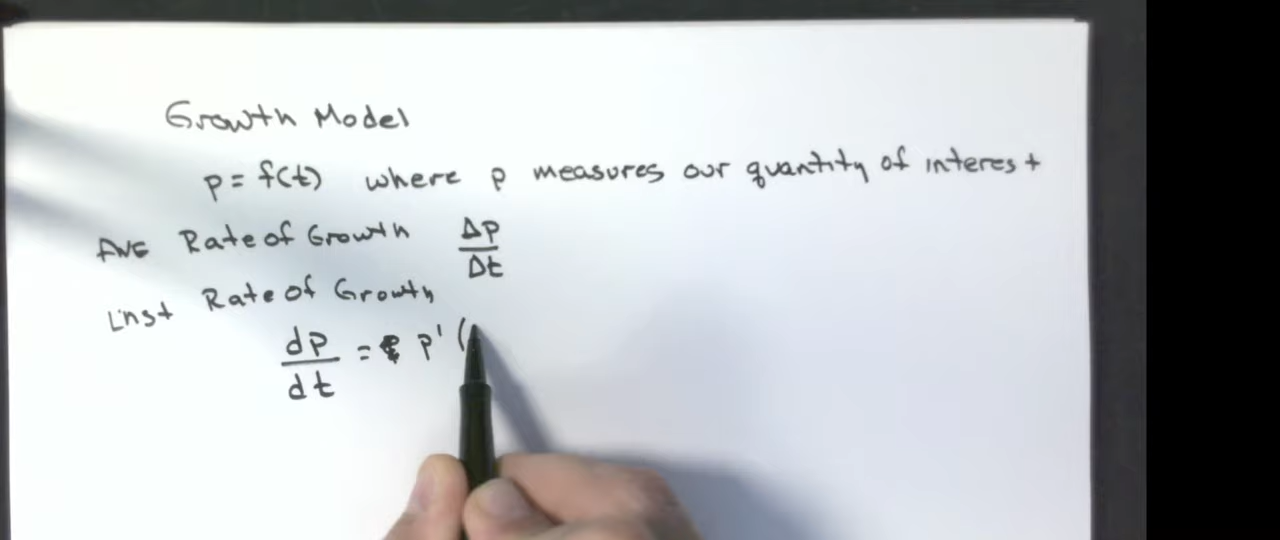 Growth Model
p = f(t) where p measures our quantity of interest
Ave Rate of Growth Δp/Δt
Inst Rate of Growth
dp/dt = p' (